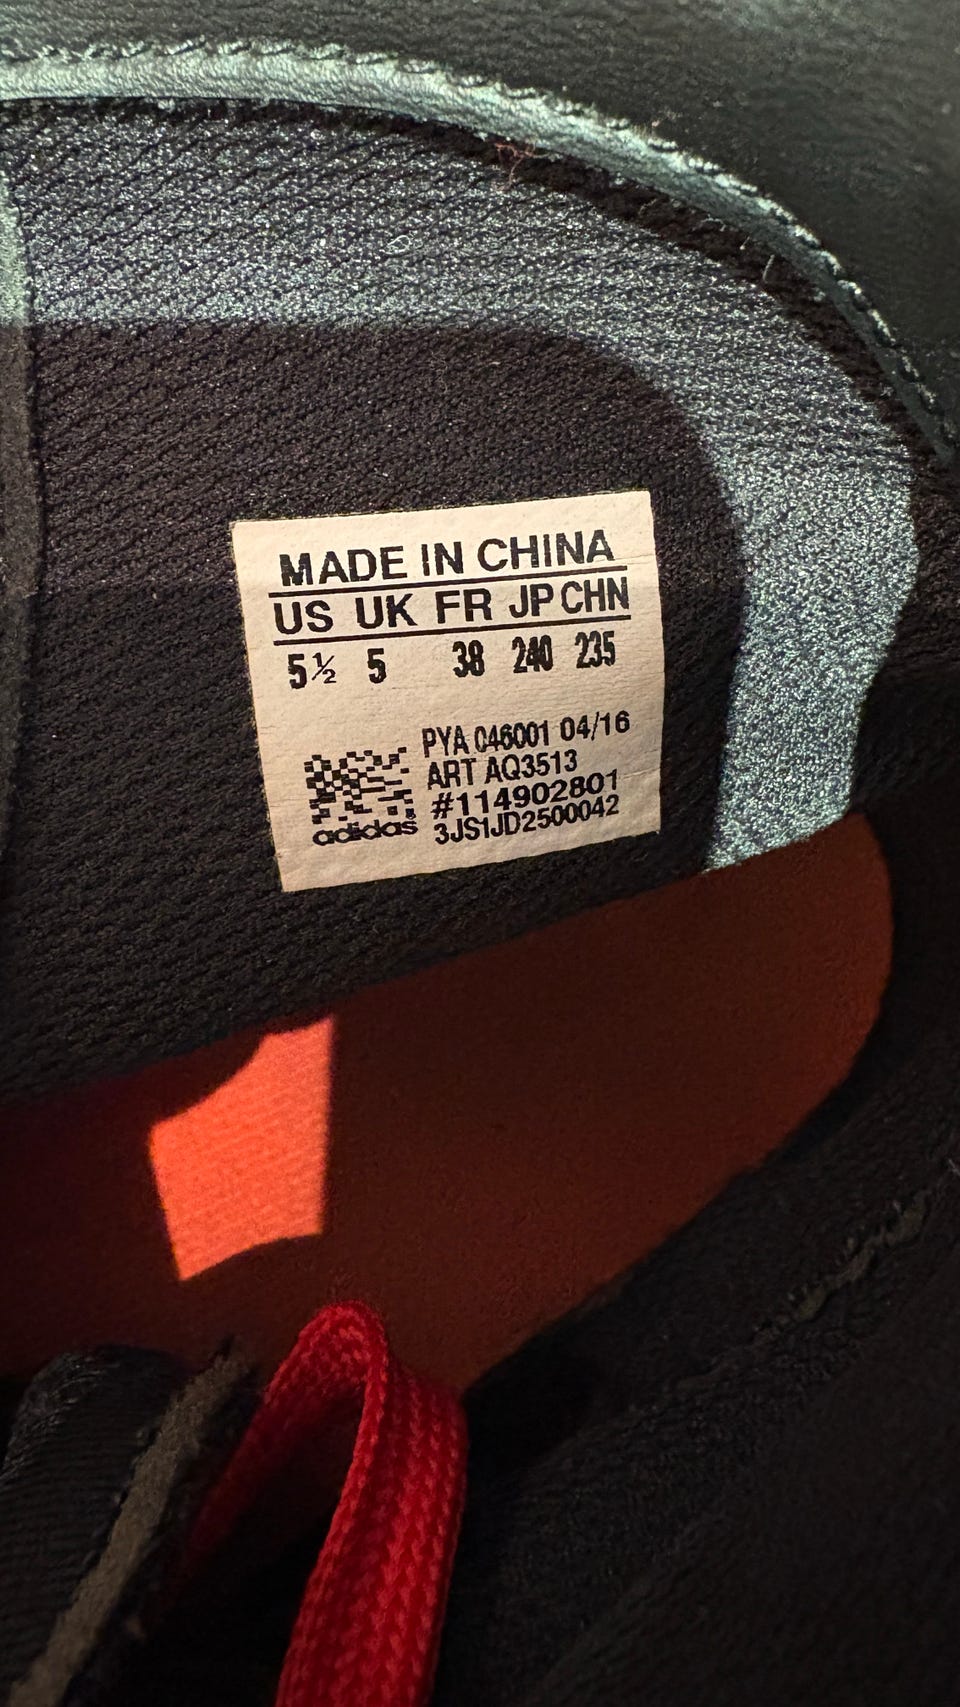 MADE IN CHINA
US UK FR JP CHN
5½ 5 38 240 235
PYA 046001 04/16
ART AQ3513
#114902801
adidas 3JS1JD2500042